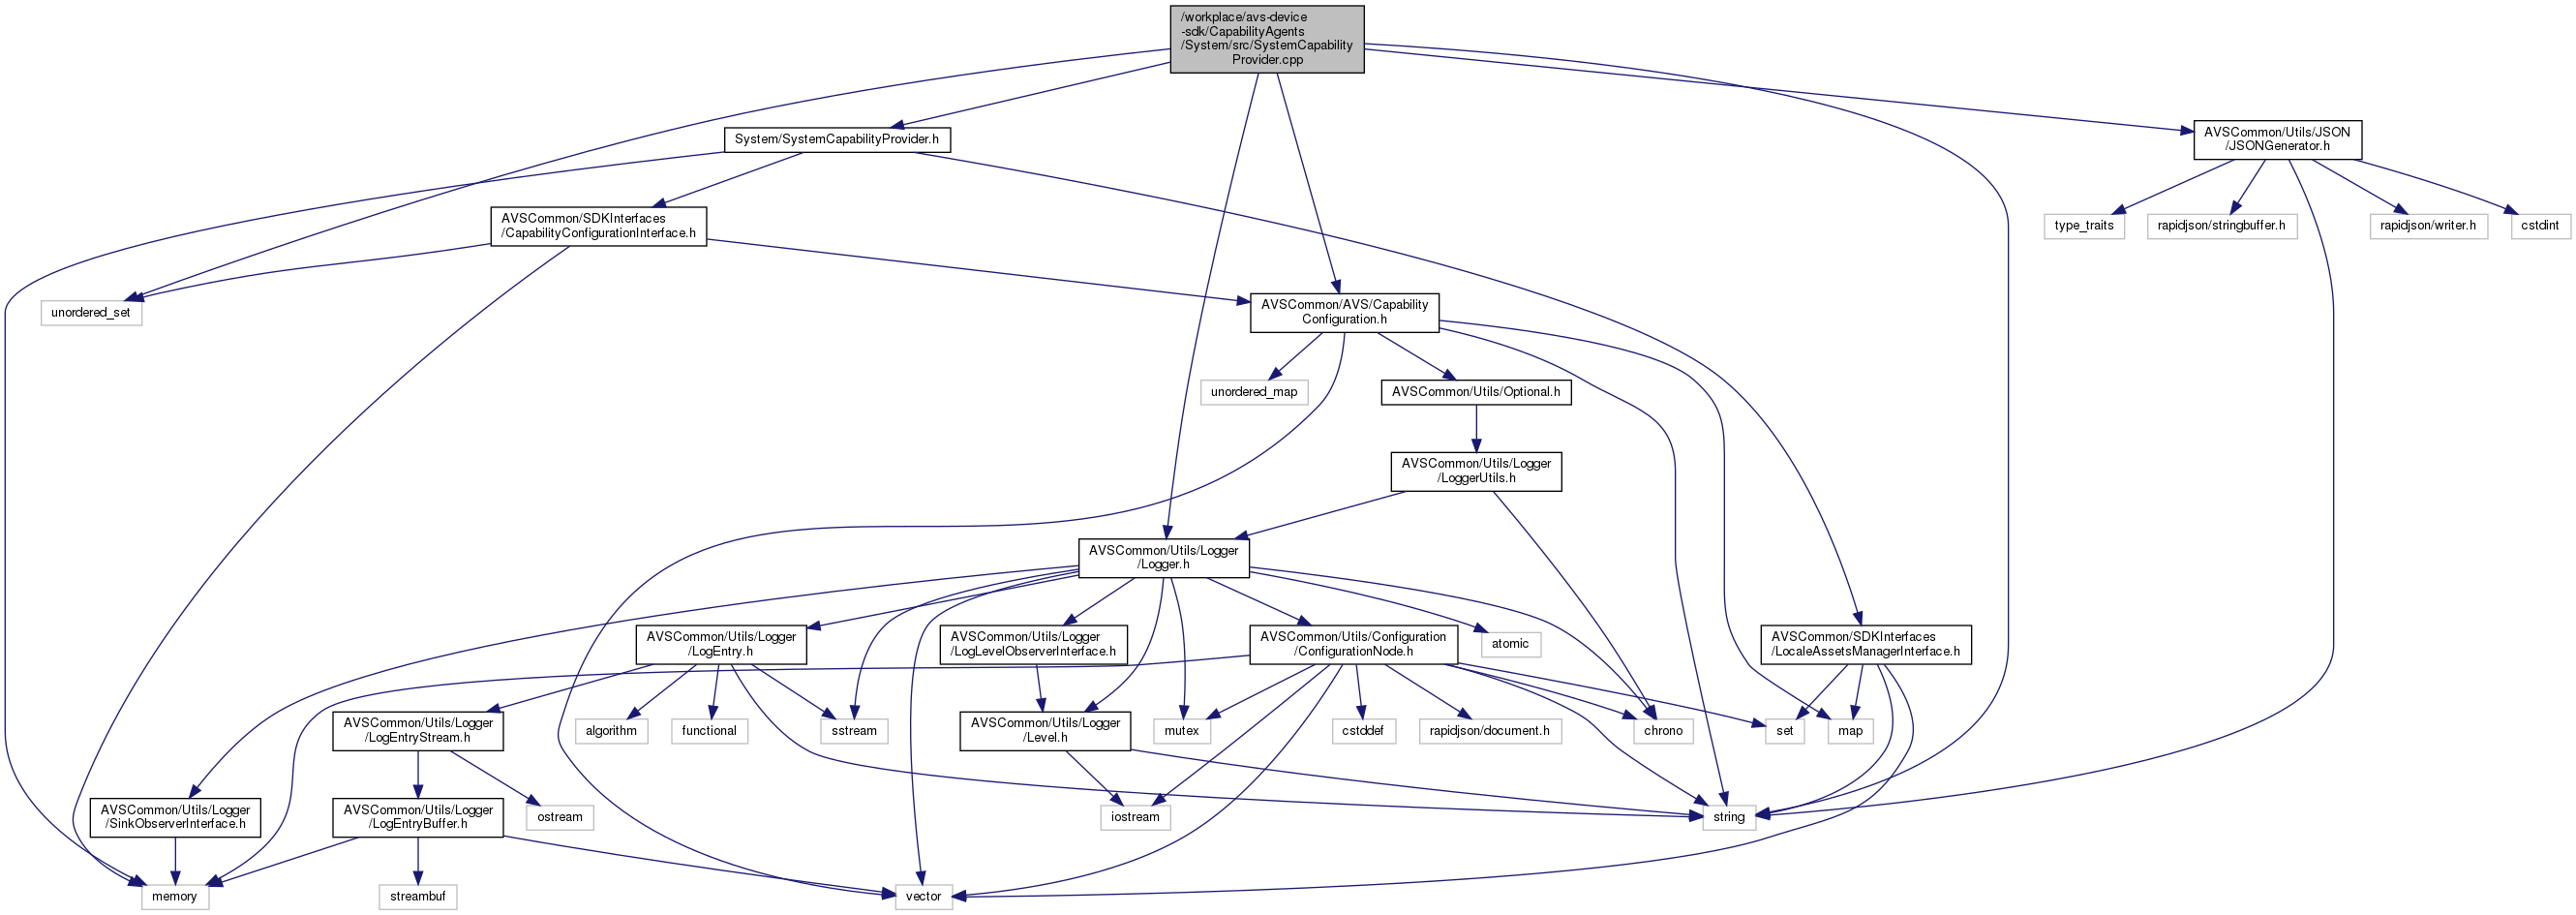 /workplace/avs-device
-sdk/CapabilityAgents
/System/src/SystemCapability
Provider.cpp
System/SystemCapabilityProvider.h
AVSCommon/Utils/JSON
/JSONGenerator.h
AVSCommon/SDKInterfaces
/CapabilityConfigurationInterface.h
type_traits
rapidjson/stringbuffer.h
rapidjson/writer.h
cstdint
unordered_set
AVSCommon/AVS/Capability
Configuration.h
unordered_map
AVSCommon/Utils/Optional.h
AVSCommon/Utils/Logger
/LoggerUtils.h
AVSCommon/Utils/Logger
/Logger.h
AVSCommon/Utils/Logger
/LogEntry.h
AVSCommon/Utils/Logger
/LogLevelObserverInterface.h
AVSCommon/Utils/Configuration
/ConfigurationNode.h
atomic
AVSCommon/SDKInterfaces
/LocaleAssetsManagerInterface.h
AVSCommon/Utils/Logger
/LogEntryStream.h
algorithm
functional
sstream
AVSCommon/Utils/Logger
/Level.h
mutex
cstddef
rapidjson/document.h
chrono
set
map
AVSCommon/Utils/Logger
/SinkObserverInterface.h
AVSCommon/Utils/Logger
/LogEntryBuffer.h
ostream
iostream
string
memory
streambuf
vector